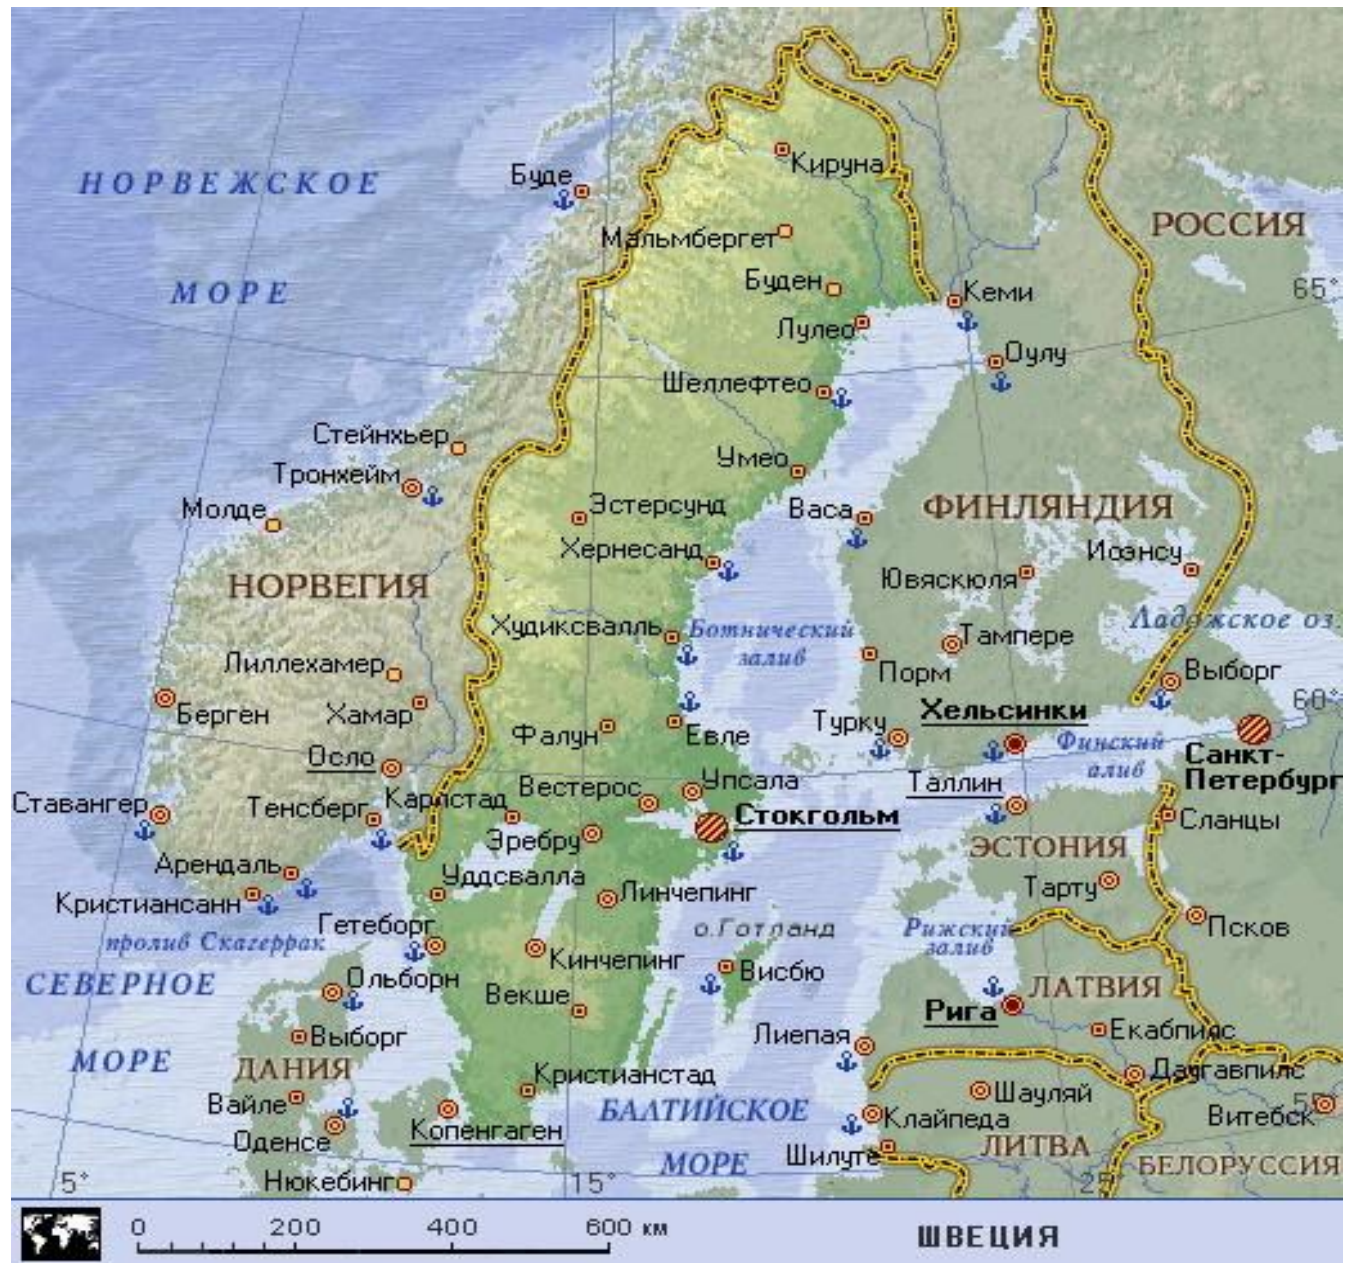 Буде
Кируна
НОРВЕЖСКОЕ
РОССИЯ
Мальмбергет
МОРЕ
Буден
Кеми
65°
Лулео
Оулу
Шеллефтео
Стейнхьер
Умео
Тронхейм
Молде
Эстерсунд
Васа
ФИНЛЯНДИЯ
Хернесанд
Иоэнсу
НОРВЕГИЯ
Ювяскюля
Худиксвалль
Ботнический
залив
Ладожское оз.
Тампере
Лиллехамер
Порм
Выборг
Берген
Хамар
Хельсинки
60°
Фалун
Евле
Турку
Финский
алив
Санкт-
Петербург
Осло
Вестерос
Упсала
Таллин
Ставангер
Тенсберг
Карлстад
Стокгольм
Сланцы
Эребру
ЭСТОНИЯ
Арендаль
Уддсвалла
Линчепинг
Тарту
Кристиансанн
Гетеборг
о.Готланд
Рижский
залив
Псков
пролив Скагеррак
Кинчепинг
Висбю
СЕВЕРНОЕ
Ольборн
Векше
ЛАТВИЯ
Рига
Выборг
Лиепая
Екабпилс
МОРЕ
ДАНИЯ
Кристианстад
Даугавпилс
Вайле
Шауляй
55°
БАЛТИЙСКОЕ
Клайпеда
Витебск
Оденсе
Копенгаген
МОРЕ
Шилуте
ЛИТВА
БЕЛОРУССИЯ
5°
Нюкебинг
15°
25°
0 200 400 600 км
ШВЕЦИЯ